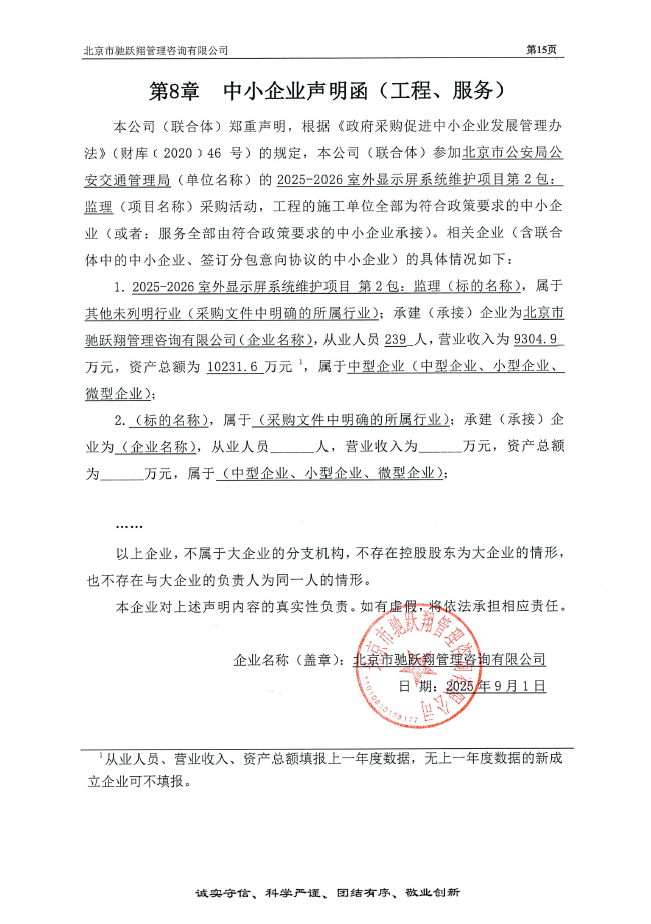 北京市驰跃翔管理咨询有限公司 第15页
第8章 中小企业声明函（工程、服务）
本公司（联合体）郑重声明，根据《政府采购促进中小企业发展管理办
法》（财库﹝2020﹞46 号）的规定，本公司（联合体）参加北京市公安局公
安交通管理局（单位名称）的 2025-2026 室外显示屏系统维护项目第 2 包：
监理（项目名称）采购活动，工程的施工单位全部为符合政策要求的中小企
业（或者：服务全部由符合政策要求的中小企业承接）。相关企业（含联合
体中的中小企业、签订分包意向协议的中小企业）的具体情况如下：
1. 2025-2026 室外显示屏系统维护项目 第 2 包：监理（标的名称），属于
其他未列明行业（采购文件中明确的所属行业）；承建（承接）企业为北京市
驰跃翔管理咨询有限公司（企业名称），从业人员 239 人，营业收入为 9304.9
万元，资产总额为 10231.6 万元 1，属于中型企业（中型企业、小型企业、
微型企业）；
2. （标的名称），属于（采购文件中明确的所属行业）；承建（承接）企
业为（企业名称），从业人员______人，营业收入为______万元，资产总额
为______万元，属于（中型企业、小型企业、微型企业）；
……
以上企业，不属于大企业的分支机构，不存在控股股东为大企业的情形，
也不存在与大企业的负责人为同一人的情形。
本企业对上述声明内容的真实性负责。如有虚假，将依法承担相应责任。
企业名称（盖章）：北京市驰跃翔管理咨询有限公司
日 期：2025 年 9 月 1 日
北京市驰跃翔管理咨询有限公司
1 从业人员、营业收入、资产总额填报上一年度数据，无上一年度数据的新成
立企业可不填报。
诚实守信、科学严谨、团结有序、敬业创新